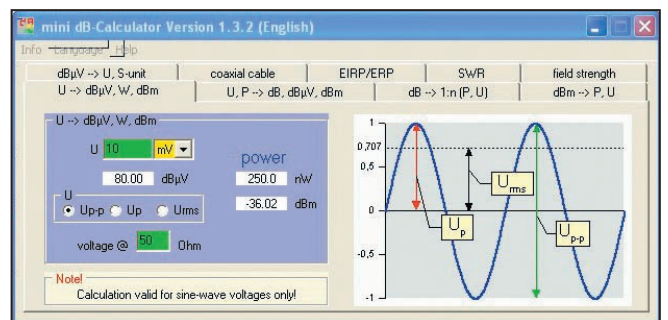 mini dB-Calculator Version 1.3.2 (English)
Info Language Help
dBµV --> U, S-unit coaxial cable EIRP/ERP SWR field strength
U --> dBµV, W, dBm U, P --> dB, dBµV, dBm dB --> 1:n (P, U) dBm --> P, U
U --> dBµV, W, dBm
U 10 mV
power
80.00 dBµV 250.0 nW
-36.02 dBm
U
Up-p Up Urms
voltage @ 50 Ohm
Note!
Calculation valid for sine-wave voltages only!
1
0.707
0,5
0
-0,5
-1
Urms
Up
Up-p